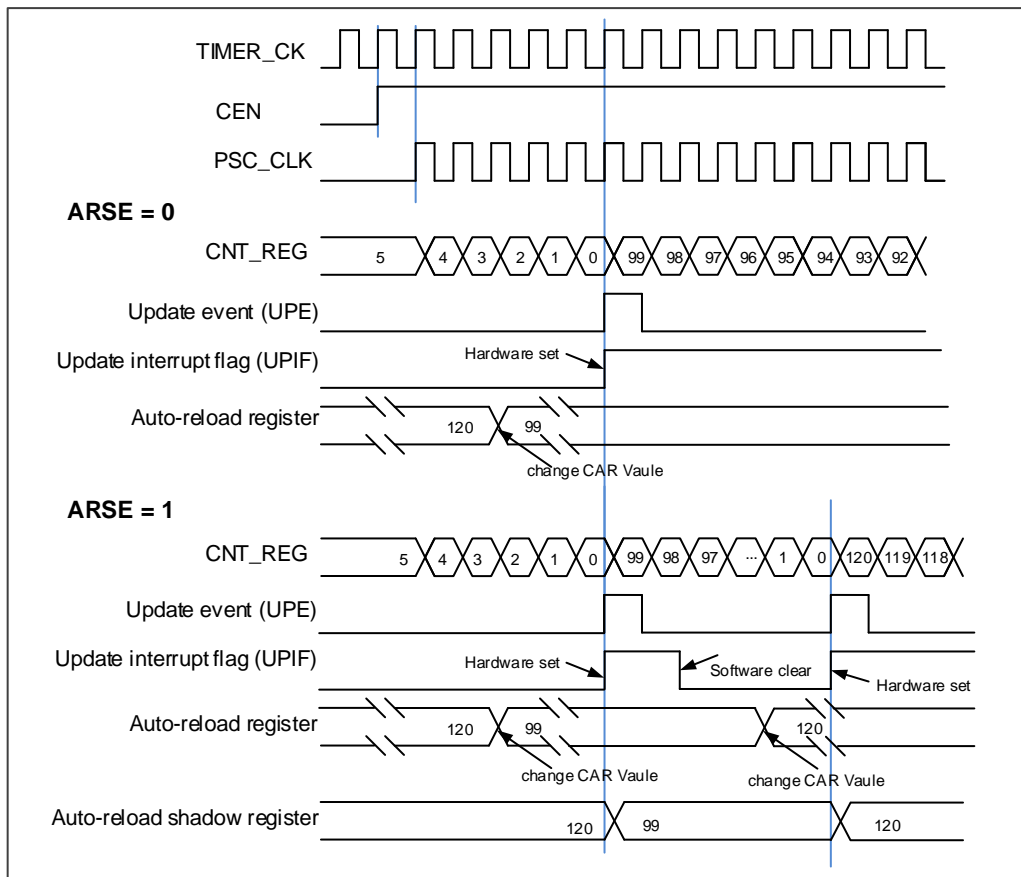 TIMER_CK
CEN
PSC_CLK
ARSE = 0
CNT_REG 5 4 3 2 1 0 99 98 97 96 95 94 93 92
Update event (UPE)
Update interrupt flag (UPIF) Hardware set
Auto-reload register 120 99
change CAR Vaule
ARSE = 1
CNT_REG 5 4 3 2 1 0 99 98 97 ... 1 0 120 119 118
Update event (UPE)
Update interrupt flag (UPIF) Hardware set Software clear Hardware set
Auto-reload register 120 99 120
change CAR Vaule change CAR Vaule
Auto-reload shadow register 120 99 120